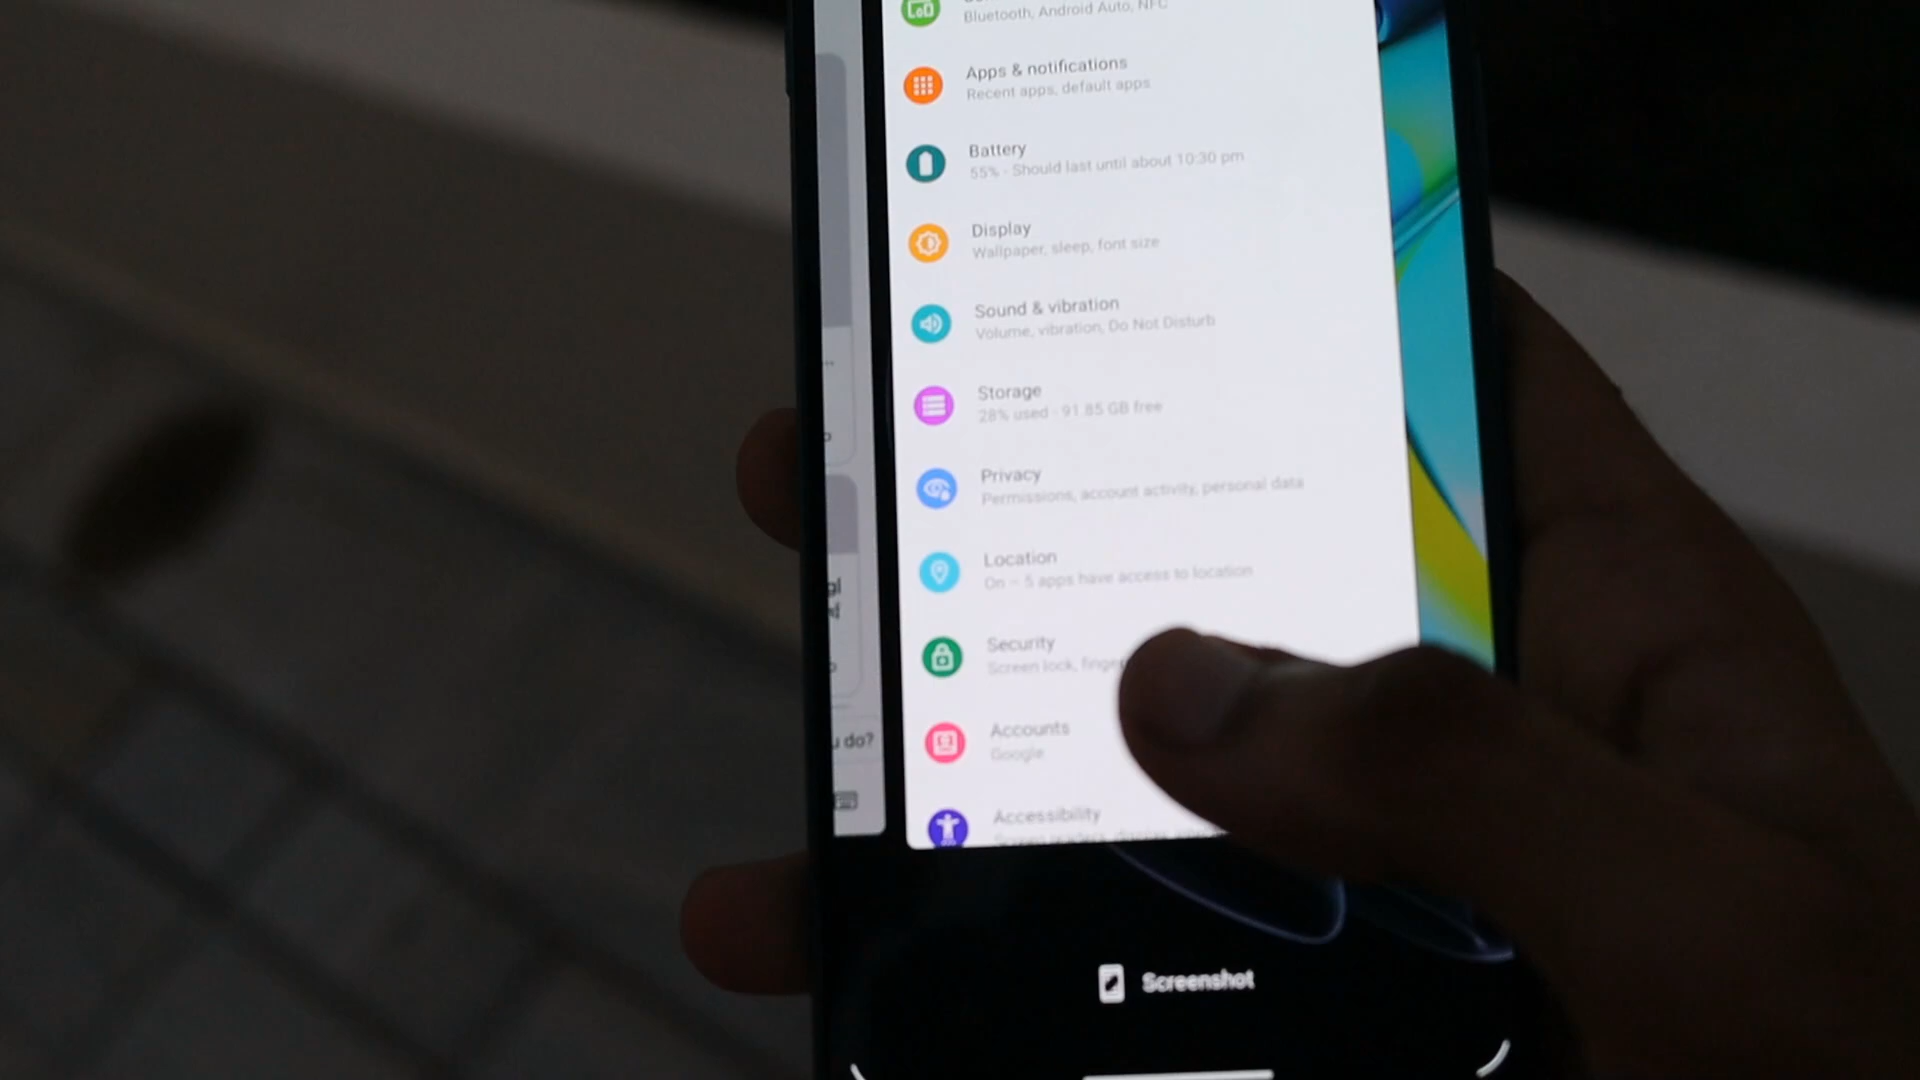 Bluetooth, Android Auto, NFC
Apps & notifications
Recent apps, default apps
Battery
55% - Should last until about 10:30 pm
Display
Wallpaper, sleep, font size
Sound & vibration
Volume, vibration, Do Not Disturb
Storage
28% used - 91.85 GB free
Privacy
Permissions, account activity, personal data
Location
On – 5 apps have access to location
Security
Screen lock, finge
Accounts
Google
Accessibility
u do?
Screenshot